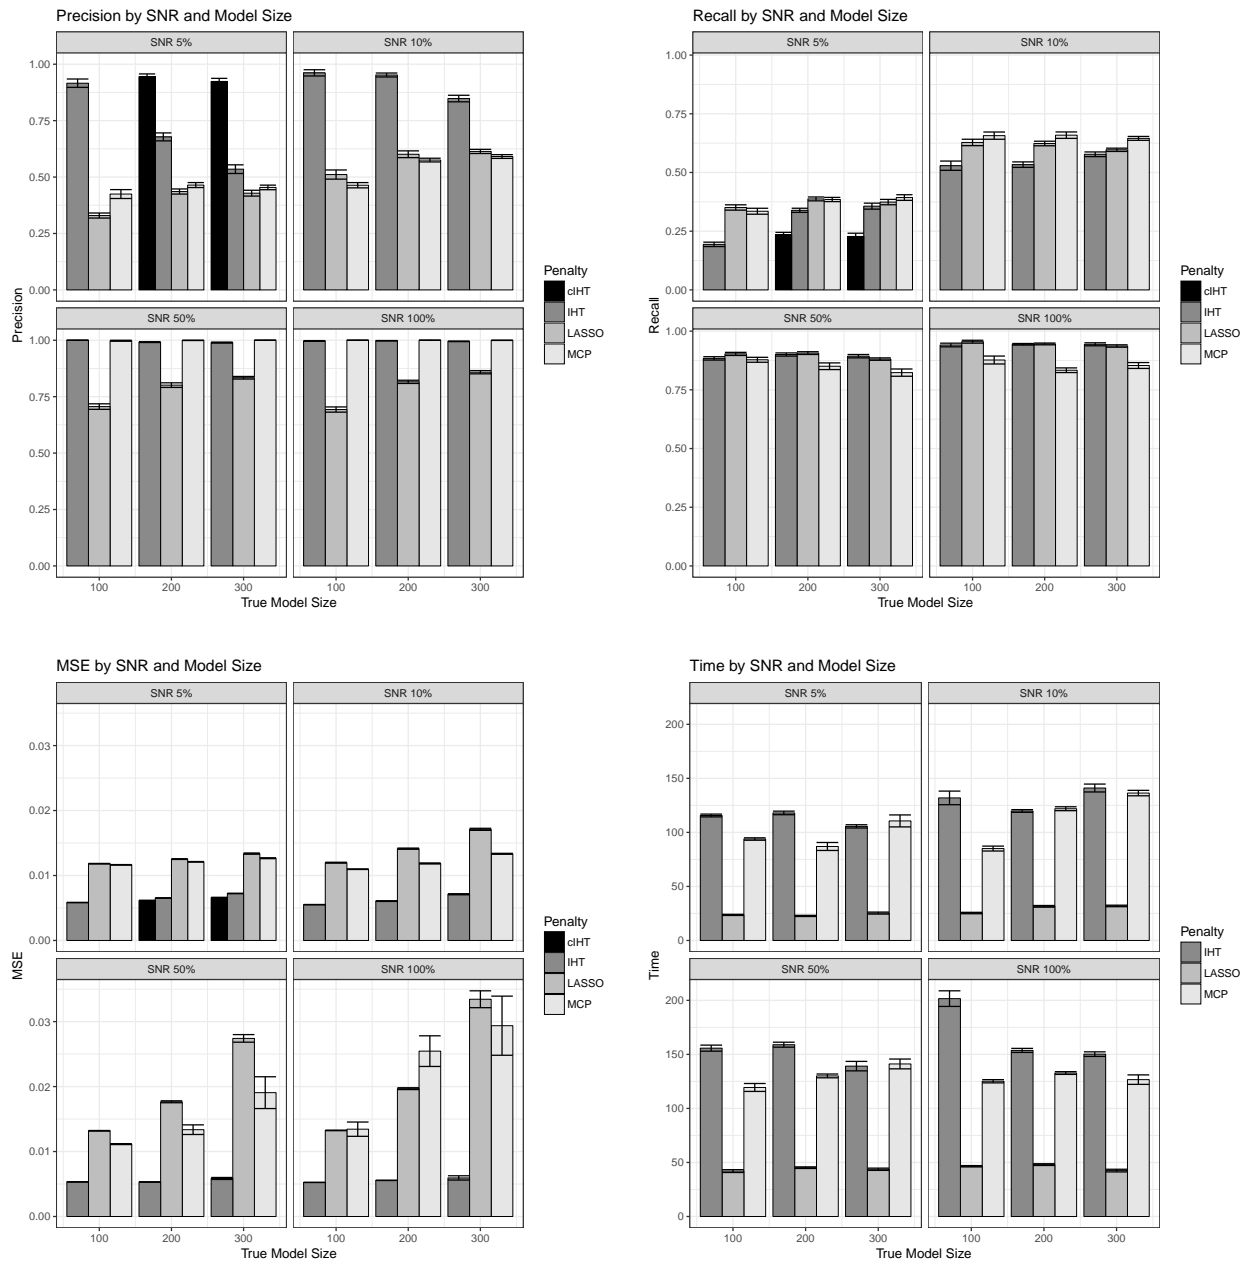 Precision by SNR and Model Size
SNR 5%
SNR 10%
1.00
0.75
0.50
0.25
0.00
SNR 50%
SNR 100%
1.00
0.75
0.50
0.25
0.00
100
200
300
100
200
300
Precision
True Model Size
Penalty
cIHT
IHT
LASSO
MCP
Recall by SNR and Model Size
SNR 5%
SNR 10%
1.00
0.75
0.50
0.25
0.00
SNR 50%
SNR 100%
1.00
0.75
0.50
0.25
0.00
100
200
300
100
200
300
Recall
True Model Size
Penalty
cIHT
IHT
LASSO
MCP
MSE by SNR and Model Size
SNR 5%
SNR 10%
0.03
0.02
0.01
0.00
SNR 50%
SNR 100%
0.03
0.02
0.01
0.00
100
200
300
100
200
300
MSE
True Model Size
Penalty
cIHT
IHT
LASSO
MCP
Time by SNR and Model Size
SNR 5%
SNR 10%
200
150
100
50
0
SNR 50%
SNR 100%
200
150
100
50
0
100
200
300
100
200
300
Time
True Model Size
Penalty
IHT
LASSO
MCP